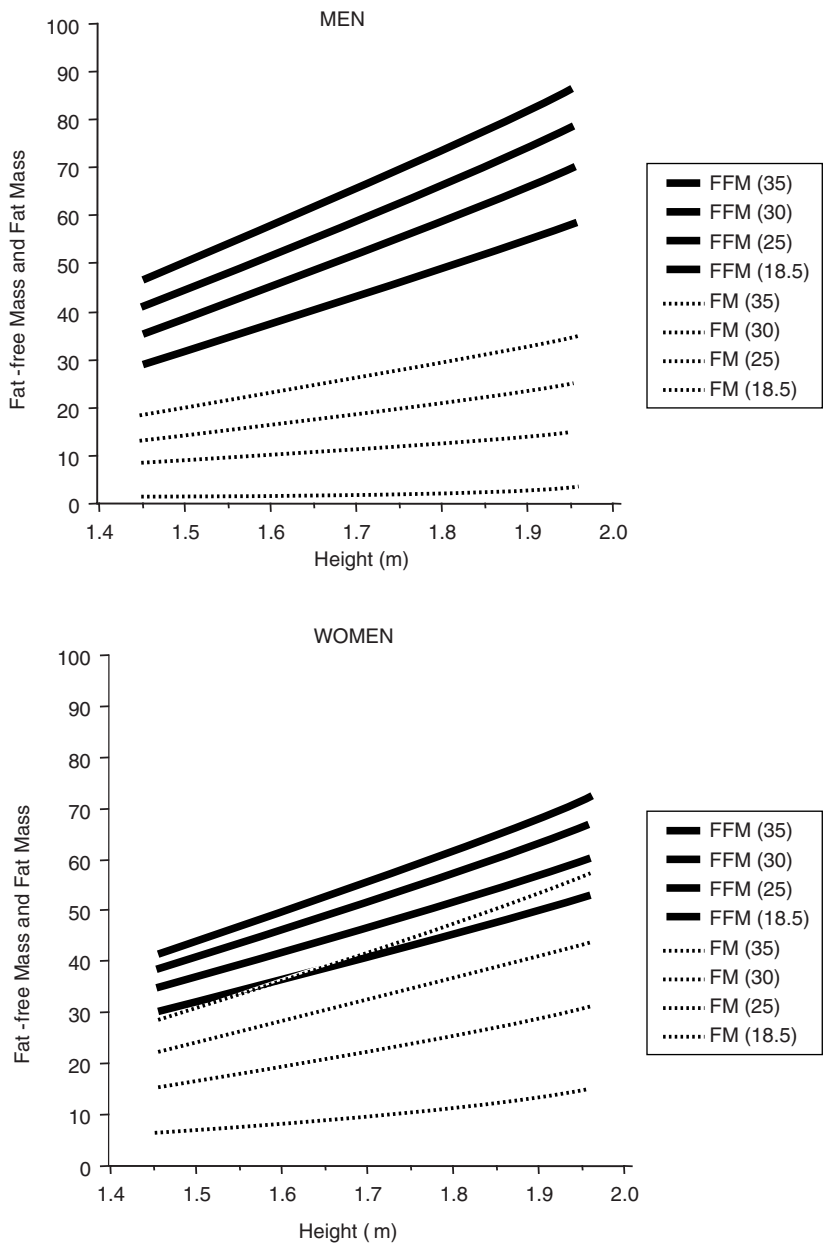 MEN
100
90
80
70
60
50
40
30
20
10
0
Fat -free Mass and Fat Mass
1.4 1.5 1.6 1.7 1.8 1.9 2.0
Height (m)
FFM (35)
FFM (30)
FFM (25)
FFM (18.5)
FM (35)
FM (30)
FM (25)
FM (18.5)
WOMEN
100
90
80
70
60
50
40
30
20
10
0
Fat -free Mass and Fat Mass
1.4 1.5 1.6 1.7 1.8 1.9 2.0
Height ( m)
FFM (35)
FFM (30)
FFM (25)
FFM (18.5)
FM (35)
FM (30)
FM (25)
FM (18.5)